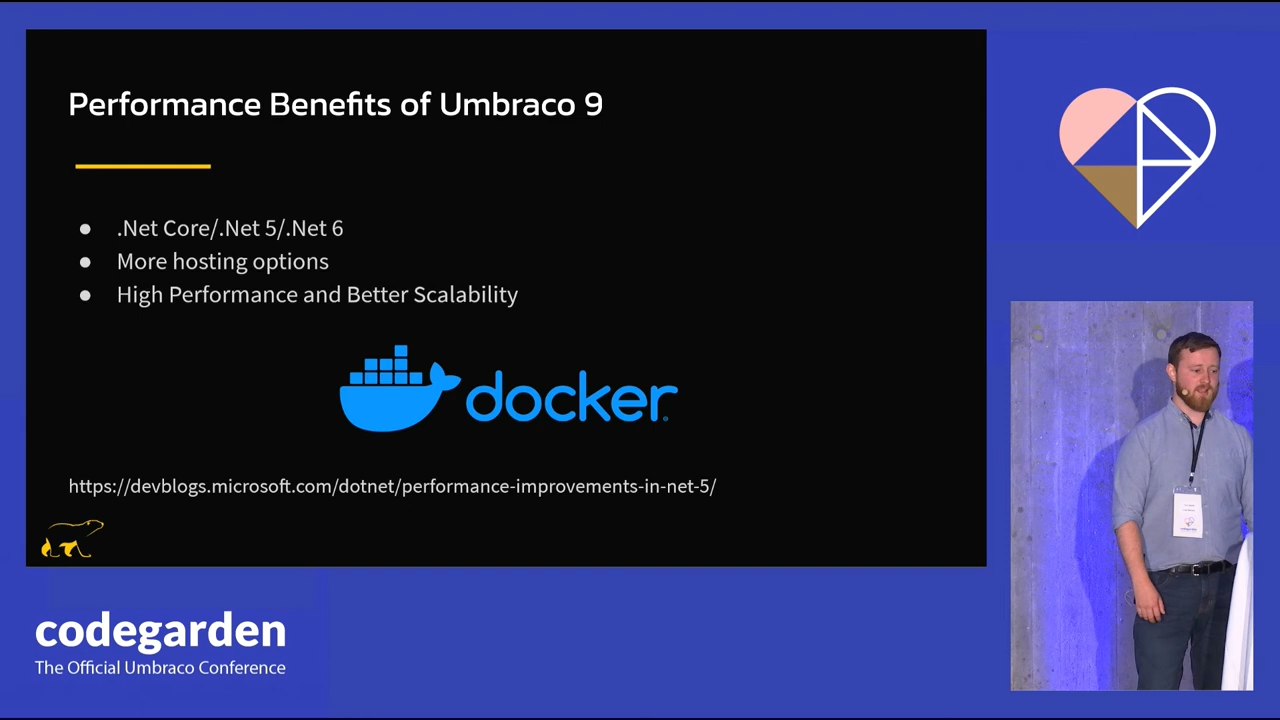 Performance Benefits of Umbraco 9
.Net Core/.Net 5/.Net 6
More hosting options
High Performance and Better Scalability
docker
https://devblogs.microsoft.com/dotnet/performance-improvements-in-net-5/
codegarden
The Official Umbraco Conference